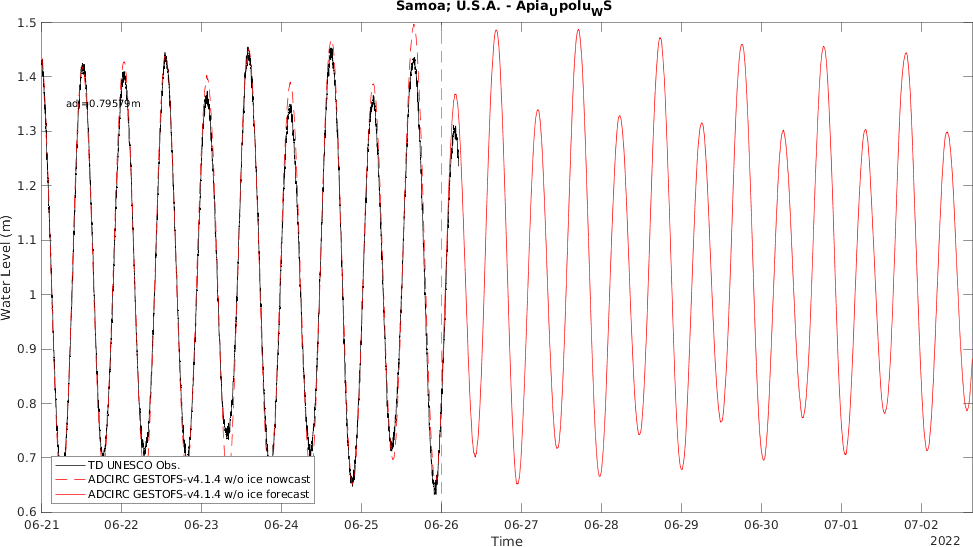 Samoa; U.S.A. - Apia_Upolu_WS
1.5
1.4
adj=0.79579m
1.3
1.2
1.1
Water Level (m)
1
0.9
0.8
0.7
TD UNESCO Obs.
ADCIRC GESTOFS-v4.1.4 w/o ice nowcast
ADCIRC GESTOFS-v4.1.4 w/o ice forecast
0.6
06-21 06-22 06-23 06-24 06-25 06-26 06-27 06-28 06-29 06-30 07-01 07-02
Time
2022